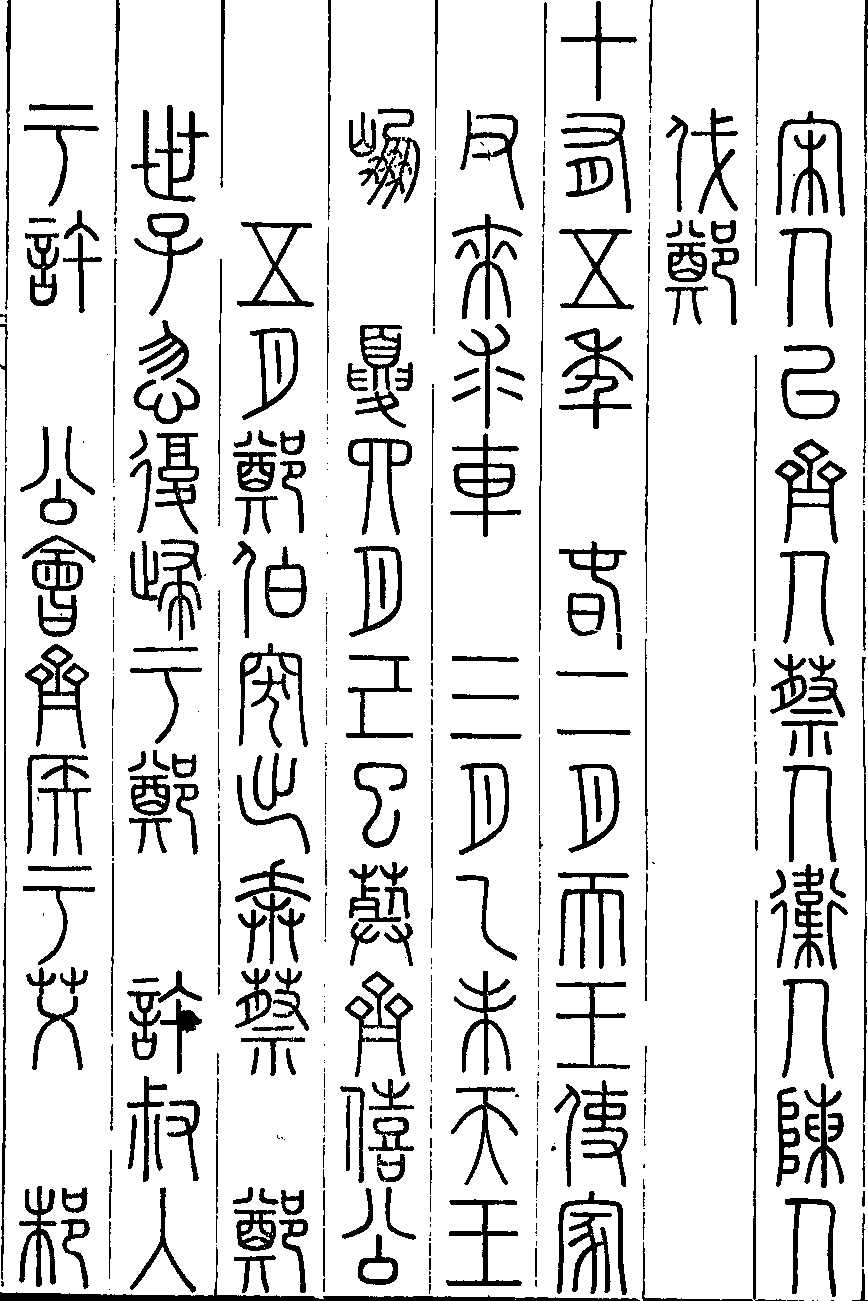 宋人以齊人蔡人衛人陳人
伐鄭
十有五年 春二月天王使家
父來求車 三月乙未天王
崩 夏四月己巳葬齊僖公
五月鄭伯突出奔蔡 鄭
世子忽復歸于鄭 許叔入
于許 公會齊侯于艾 邾